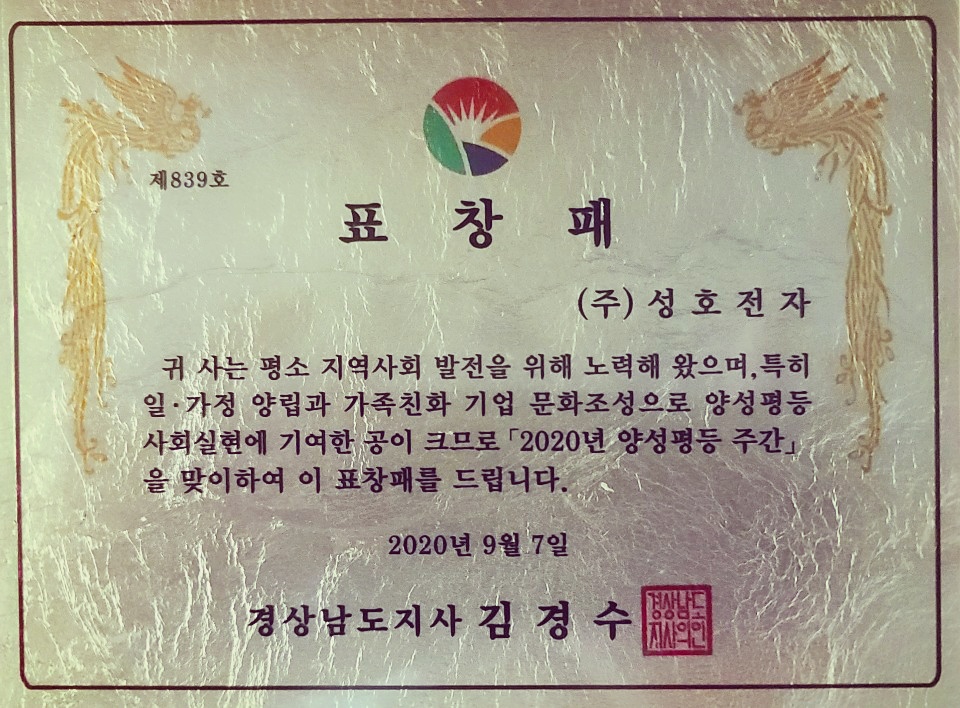 제839호
표 창 패
(주) 성 호 전 자
귀 사는 평소 지역사회 발전을 위해 노력해 왔으며,특히
일·가정 양립과 가족친화 기업 문화조성으로 양성평등
사회실현에 기여한 공이 크므로 「2020년 양성평등 주간」
을 맞이하여 이 표창패를 드립니다.
2020년 9월 7일
경상남도지사 김 경 수
경상남도
지사의인